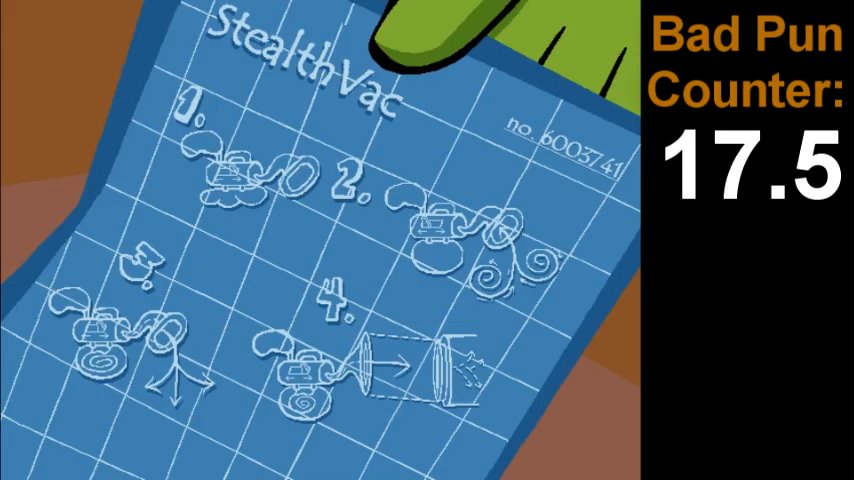 StealthVac
no. 6003741
1.
2.
3.
4.
Bad Pun
Counter:
17.5